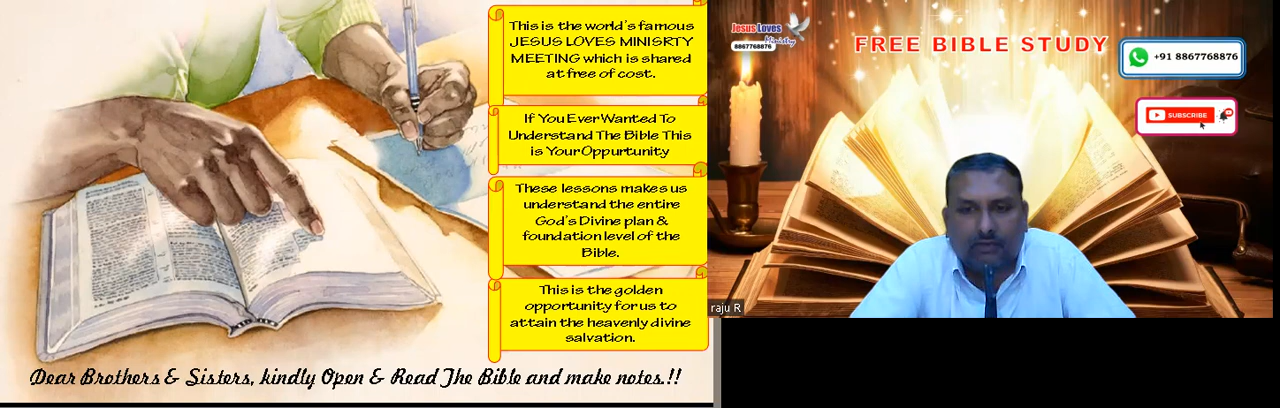 This is the world's famous
JESUS LOVES MINISRTY
MEETING which is shared
at free of cost.
If You Ever Wanted To
Understand The Bible This
is Your Oppurtunity
These lessons makes us
understand the entire
God's Divine plan &
foundation level of the
Bible.
This is the golden
opportunity for us to
attain the heavenly divine
salvation.
Dear Brothers & Sisters, kindly Open & Read The Bible and make notes.!!
Jesus Loves
Ministry
8867768876
FREE BIBLE STUDY
+91 8867768876
SUBSCRIBE
raju R